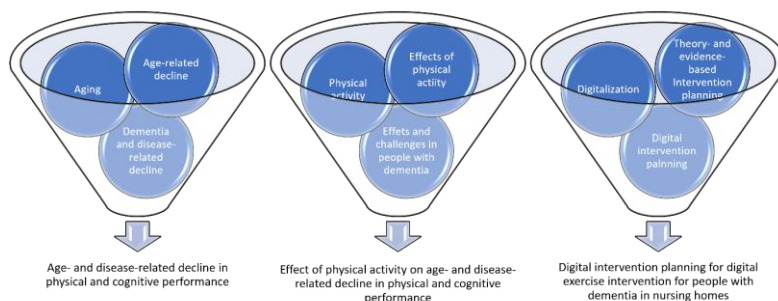 Aging
Age-related
decline
Dementia
and disease-
related
decline
Age- and disease-related decline in
physical and cognitive performance
Physical
activity
Effects of
physical
actiity
Effets and
challenges in
people with
dementia
Effect of physical activity on age- and disease-
related decline in physical and cognitive
performance
Digitalization
Theory- and
evidence-
based
Intervention
planning
Digital
intervention
palnning
Digital intervention planning for digital
exercise intervention for people with
dementia in nursing homes